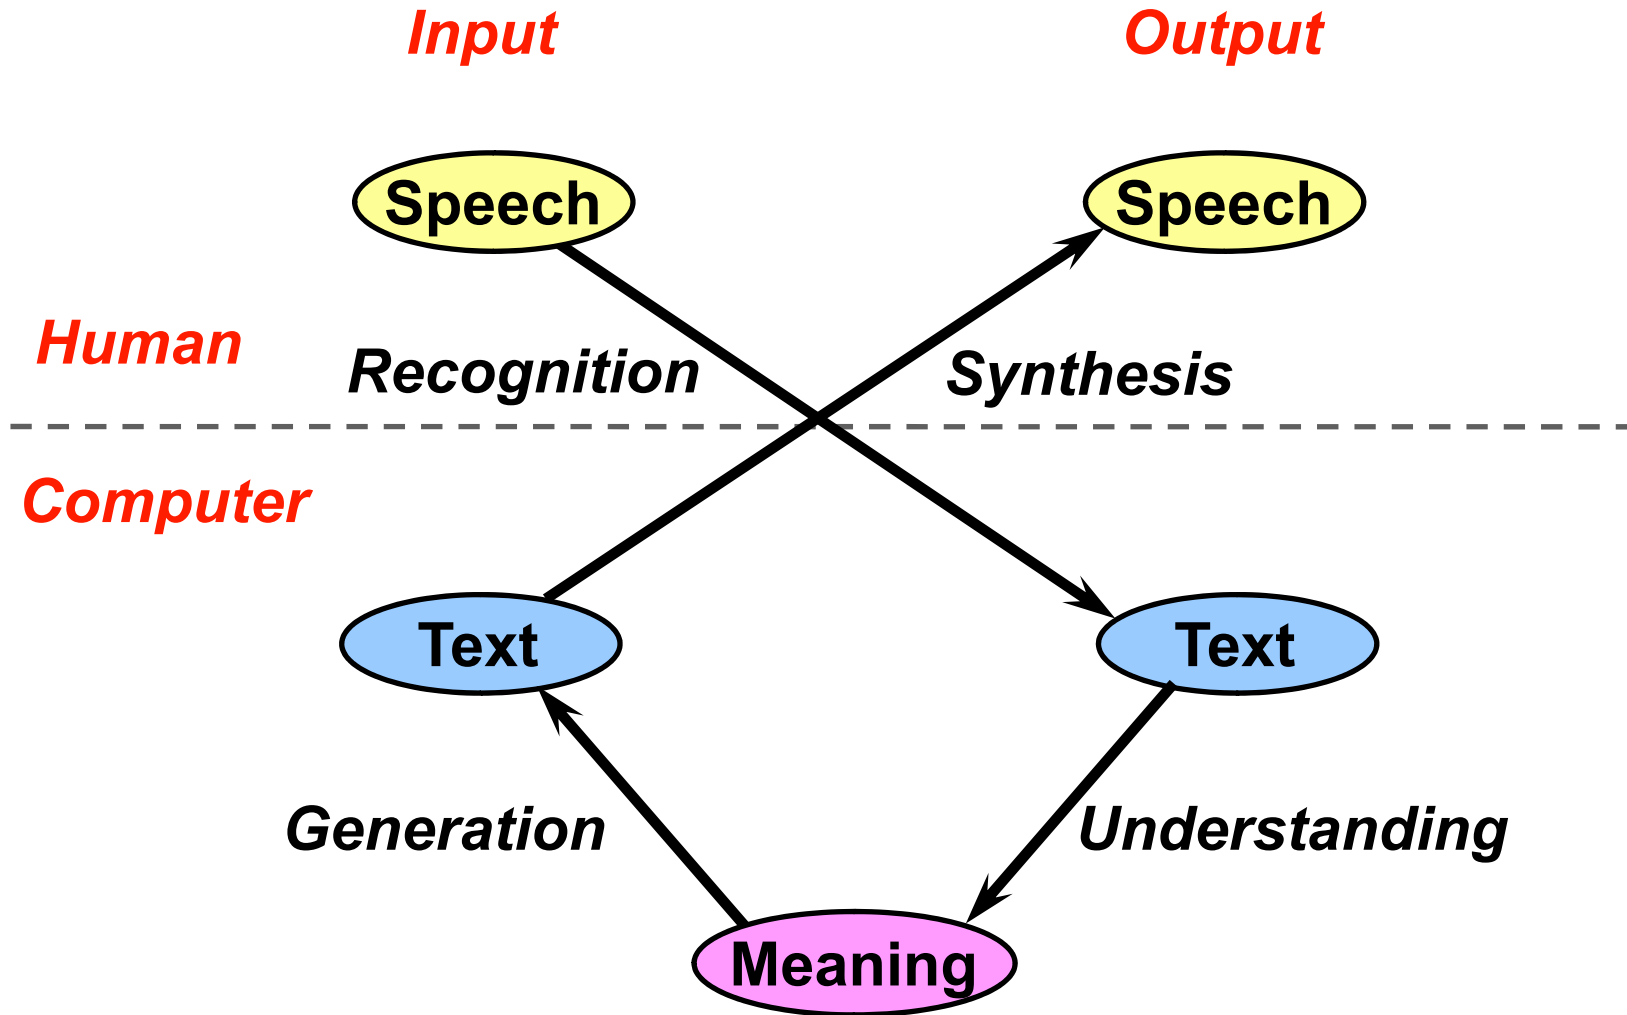 Input
Output
Speech
Speech
Human
Recognition
Synthesis
Computer
Text
Text
Generation
Understanding
Meaning